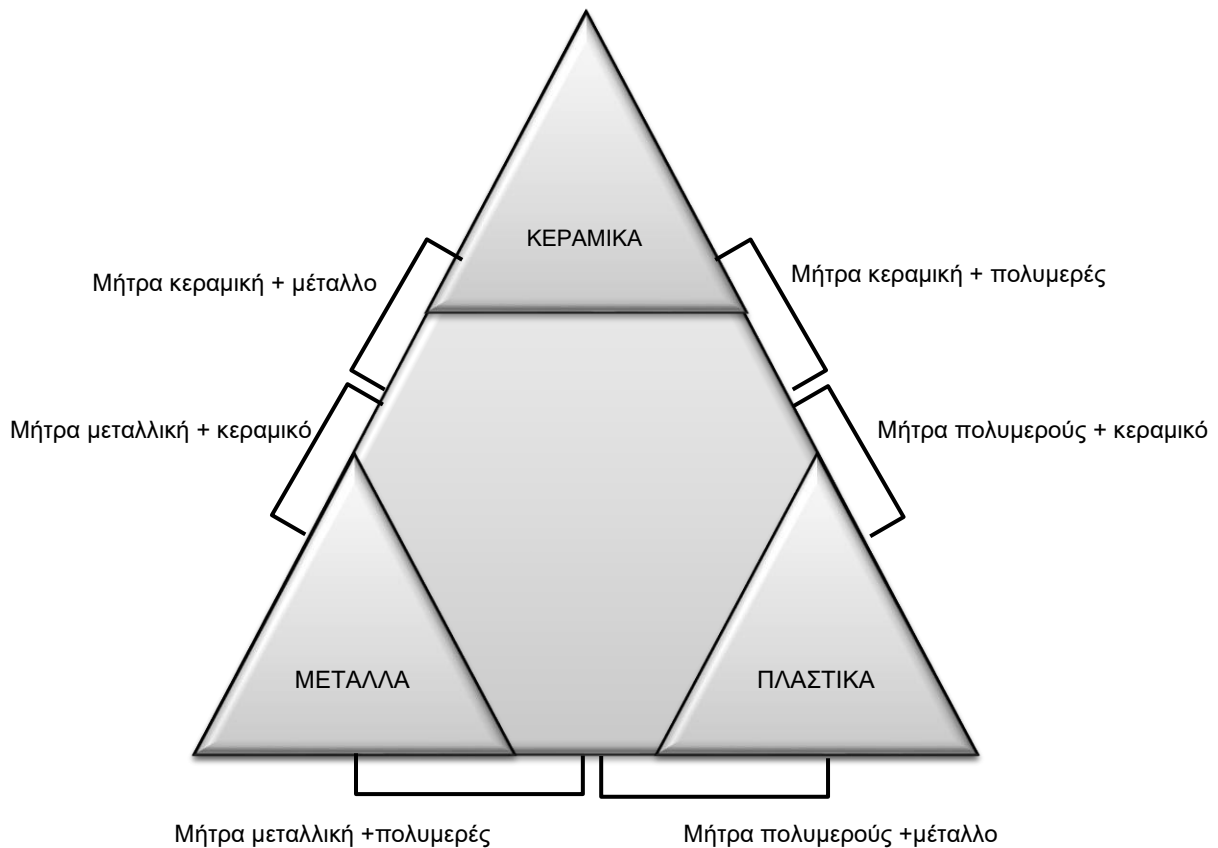 ΚΕΡΑΜΙΚΑ
Μήτρα κεραμική + μέταλλο
Μήτρα κεραμική + πολυμερές
Μήτρα μεταλλική + κεραμικό
Μήτρα πολυμερούς + κεραμικό
ΜΕΤΑΛΛΑ
ΠΛΑΣΤΙΚΑ
Μήτρα μεταλλική +πολυμερές
Μήτρα πολυμερούς +μέταλλο